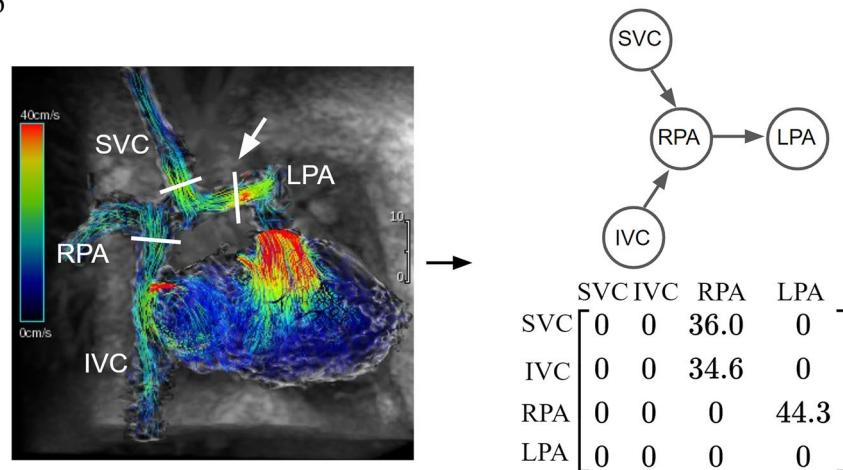 40cm/s
SVC
LPA
RPA
10
0
0cm/s
IVC
SVC
RPA
LPA
IVC
SVC IVC RPA LPA
SVC 0 0 36.0 0
IVC 0 0 34.6 0
RPA 0 0 0 44.3
LPA 0 0 0 0